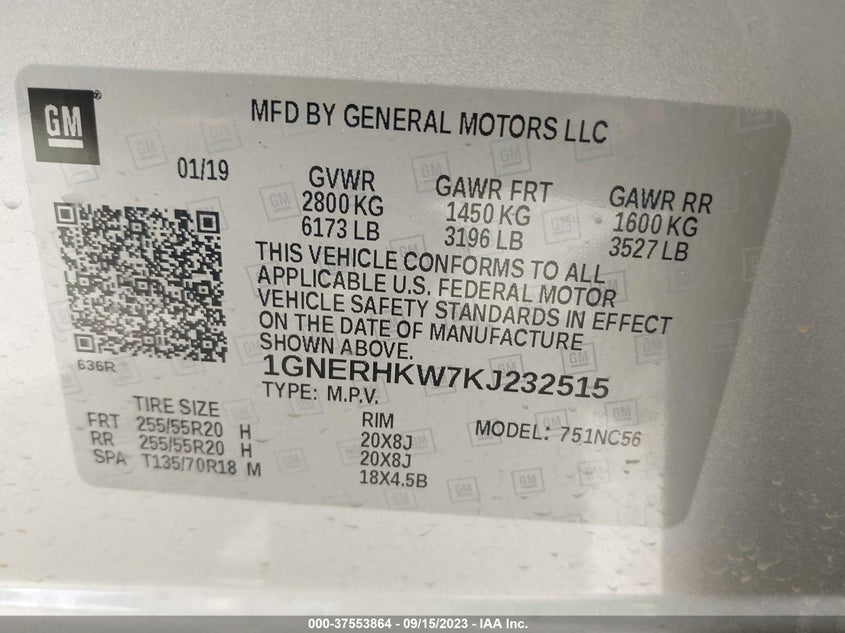 GM
MFD BY GENERAL MOTORS LLC
01/19
GVWR
2800 KG
6173 LB
GAWR FRT
1450 KG
3196 LB
GAWR RR
1600 KG
3527 LB
THIS VEHICLE CONFORMS TO ALL
APPLICABLE U.S. FEDERAL MOTOR
VEHICLE SAFETY STANDARDS IN EFFECT
ON THE DATE OF MANUFACTURE
SHOWN ABOVE.
636R
1GNERHKW7KJ232515
TYPE: M.P.V.
TIRE SIZE RIM
FRT 255/55R20 H 20X8J
RR 255/55R20 H 20X8J
SPA T135/70R18 M 18X4.5B
MODEL: 751NC56
000-37553864 - 09/15/2023 - IAA Inc.